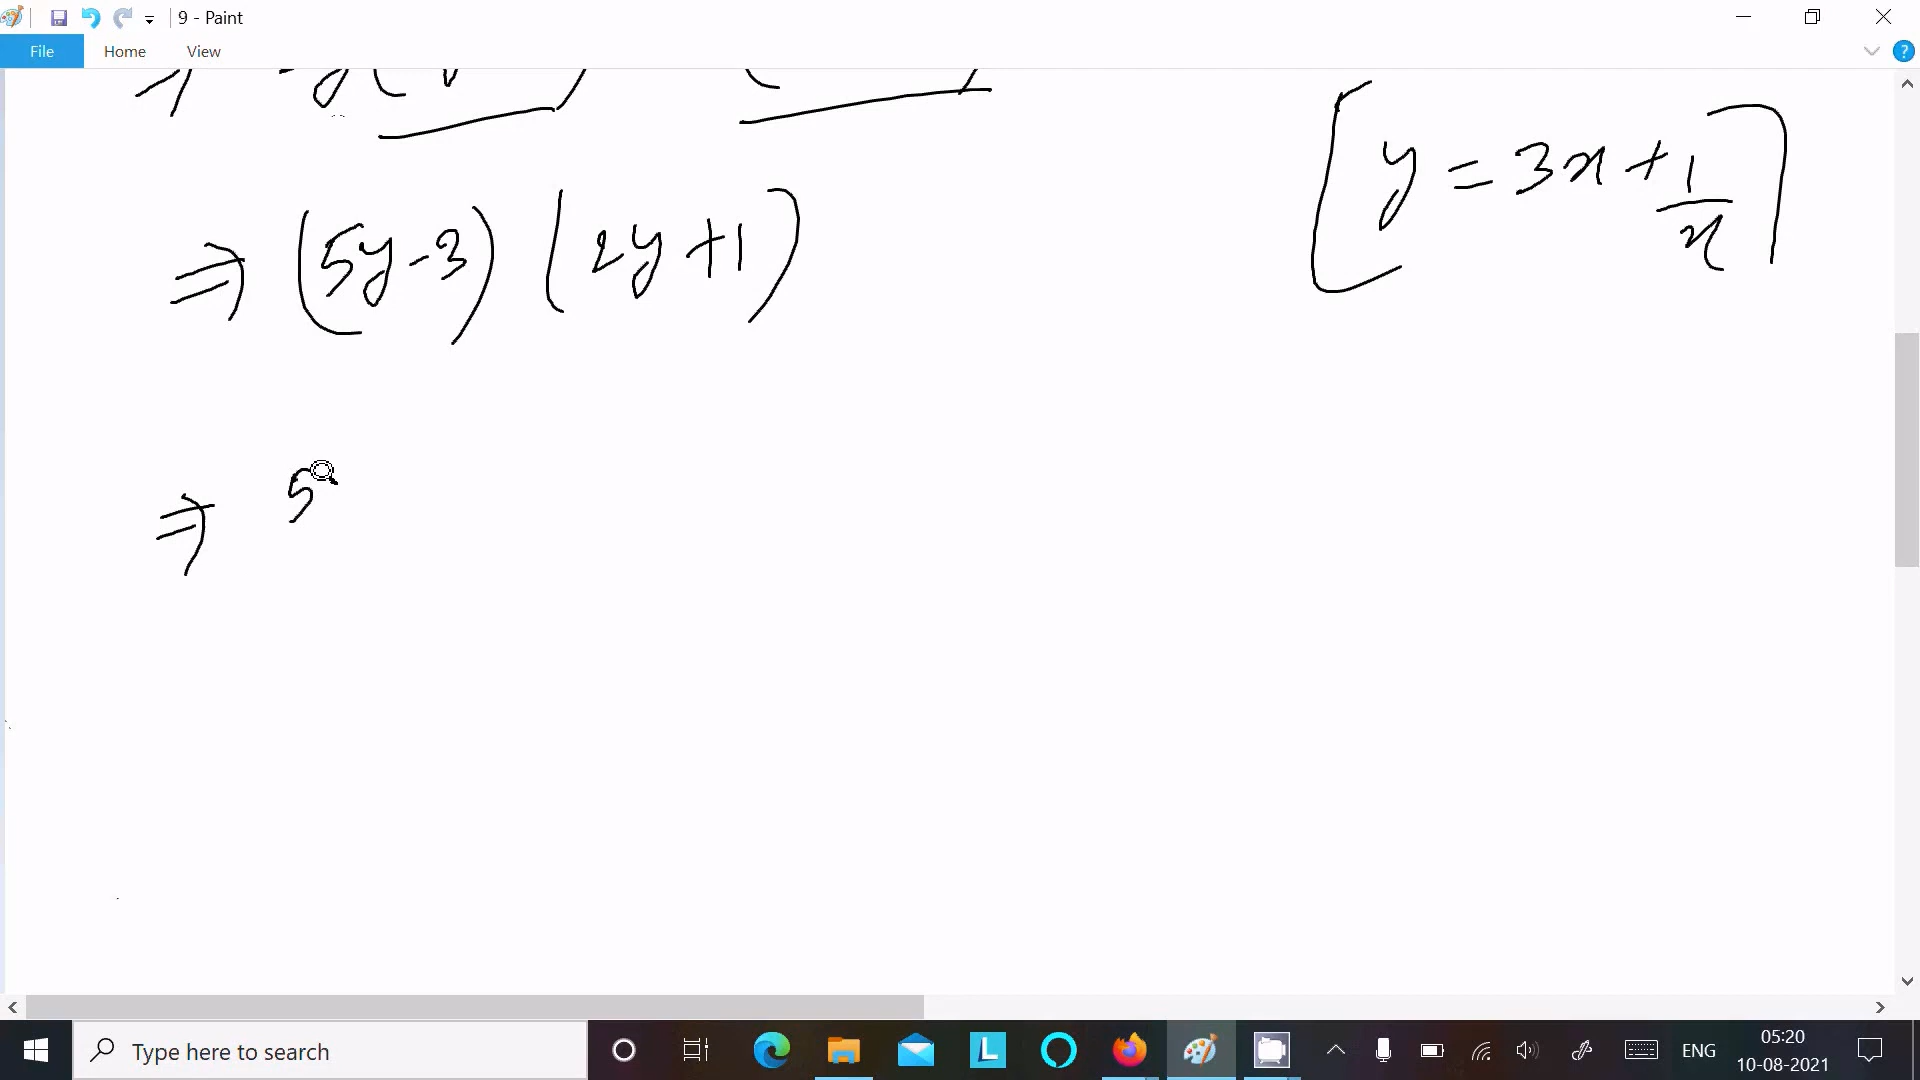 9 - Paint
File Home View
y = 3x + 1/x
⇒ (5y-3) (2y+1)
⇒ 5
Type here to search
ENG
05:20
10-08-2021